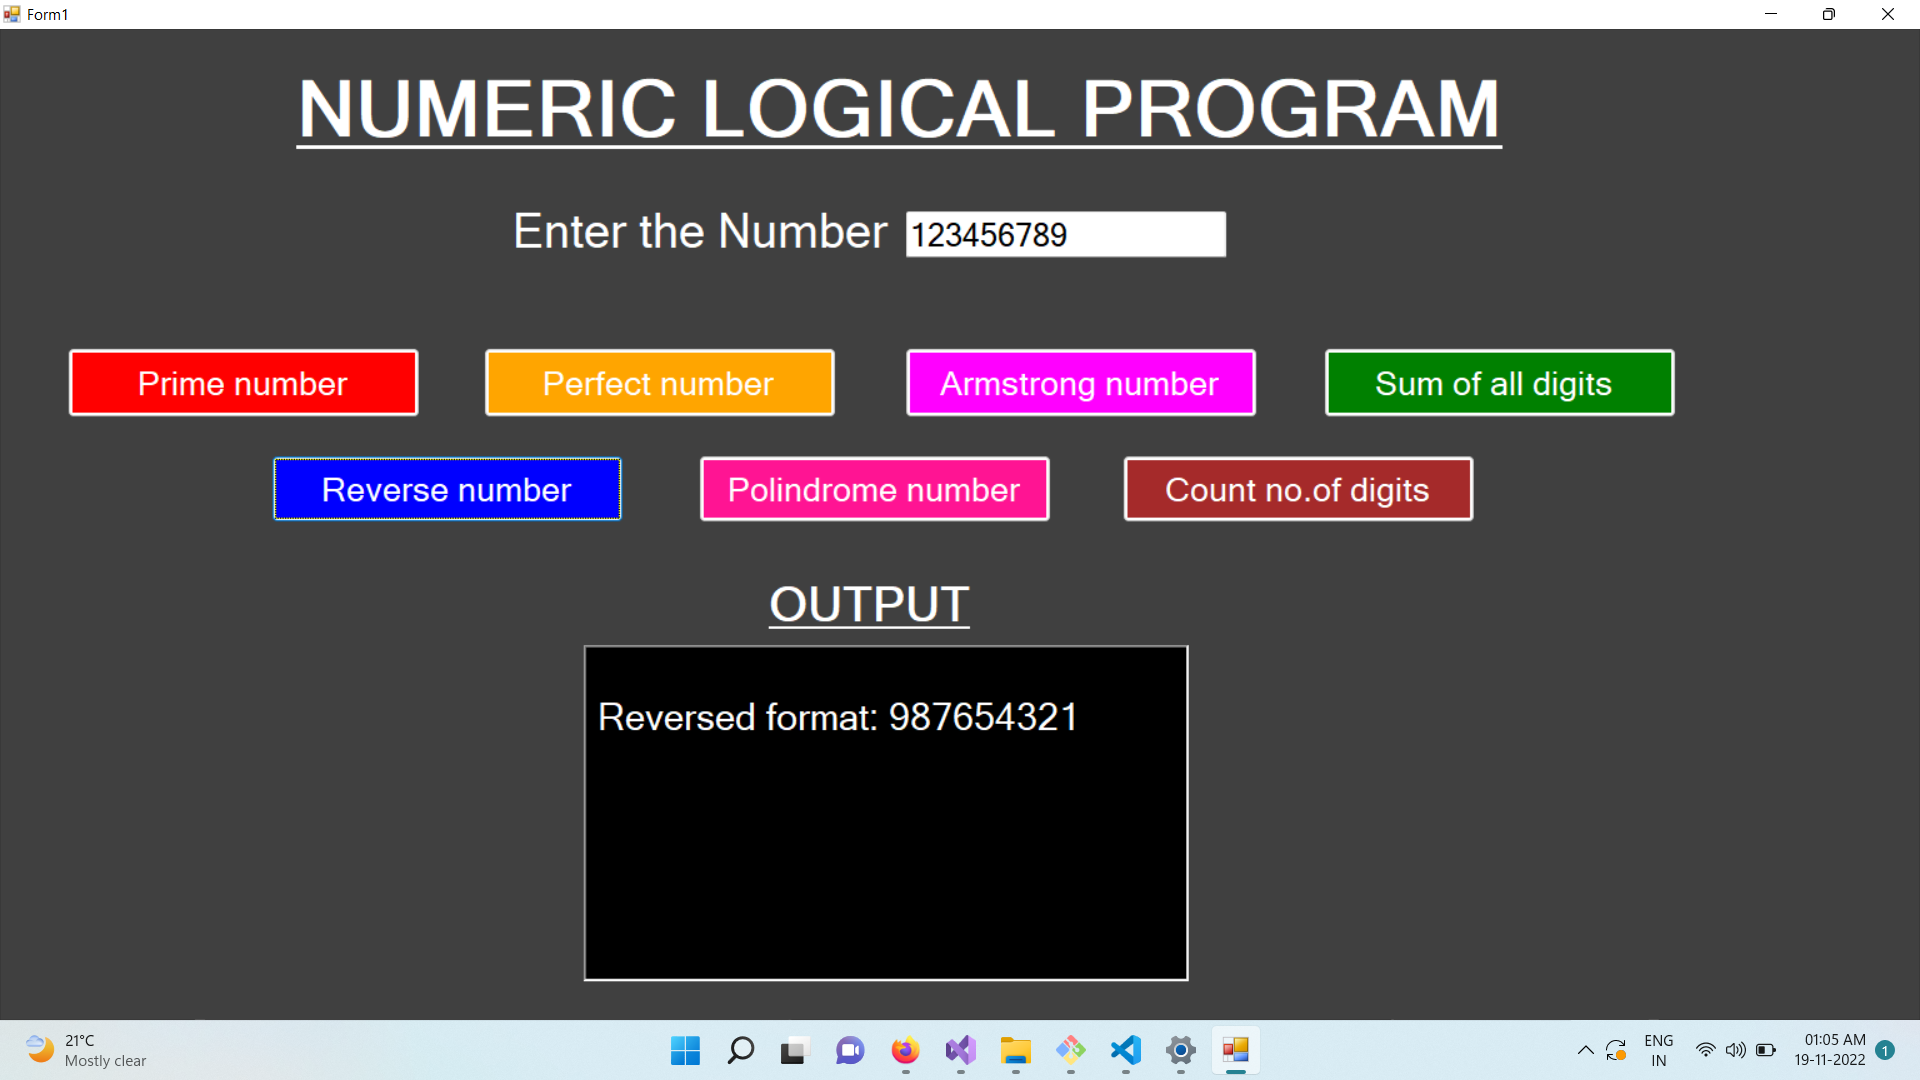 Form1
NUMERIC LOGICAL PROGRAM
Enter the Number 123456789
Prime number Perfect number Armstrong number Sum of all digits
Reverse number Polindrome number Count no.of digits
OUTPUT
Reversed format: 987654321
21°C
Mostly clear
ENG
IN
01:05 AM
19-11-2022
1